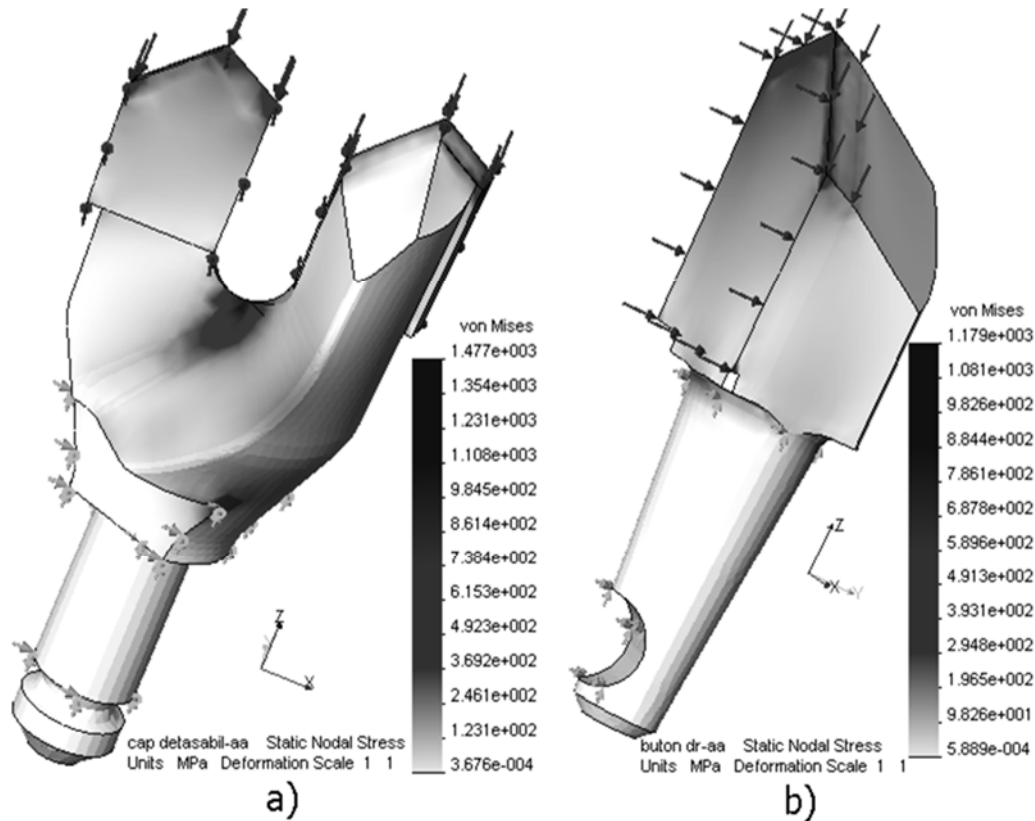 von Mises
1.477e+003
1.354e+003
1.231e+003
1.108e+003
9.845e+002
8.614e+002
7.384e+002
6.153e+002
4.923e+002
3.692e+002
2.461e+002
1.231e+002
3.676e-004
Z
Y
X
cap detasabil-aa Static Nodal Stress
Units MPa Deformation Scale 1 1
a)
von Mises
1.179e+003
1.081e+003
9.826e+002
8.844e+002
7.861e+002
6.878e+002
5.896e+002
4.913e+002
3.931e+002
2.948e+002
1.965e+002
9.826e+001
5.889e-004
Z
X
Y
buton dr-aa Static Nodal Stress
Units MPa Deformation Scale 1 1
b)